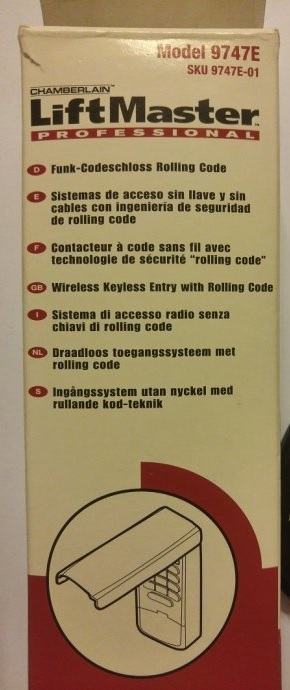 Model 9747E
SKU 9747E-01
CHAMBERLAIN™
LiftMaster™
PROFESSIONAL
D Funk-Codeschloss Rolling Code
E Sistemas de acceso sin llave y sin
cables con ingeniería de seguridad
de rolling code
F Contacteur à code sans fil avec
technologie de sécurité "rolling code"
GB Wireless Keyless Entry with Rolling Code
I Sistema di accesso radio senza
chiavi di rolling code
NL Draadloos toegangssysteem met
rolling code
S Ingångssystem utan nyckel med
rullande kod-teknik